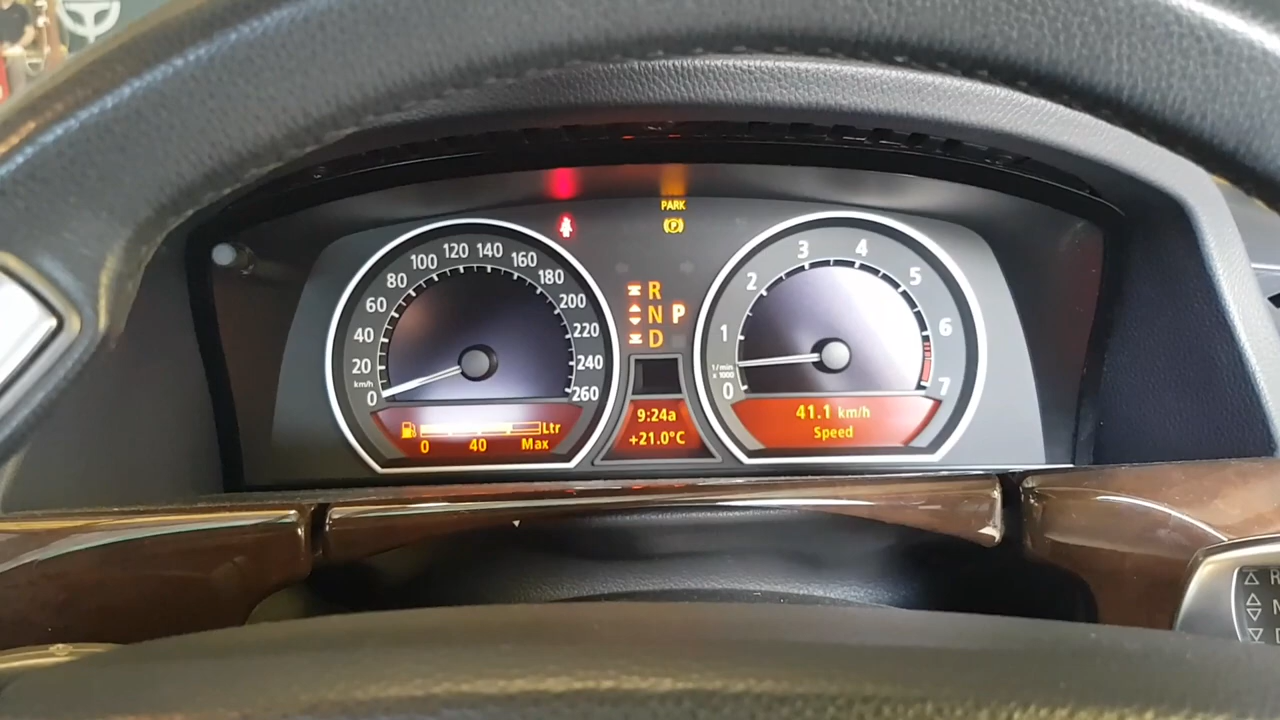 PARK
P
km/h
0
20
40
60
80
100
120
140
160
180
200
220
240
260
R
N P
D
1/min
x 1000
0
1
2
3
4
5
6
7
Ltr
0 40 Max
9:24a
+21.0°C
41.1 km/h
Speed
R